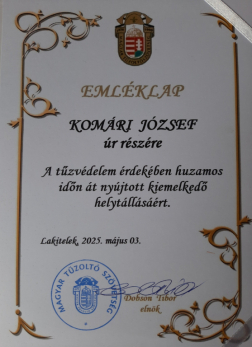 EMLÉKLAP
KOMÁRI JÓZSEF
úr részére
A tűzvédelem érdekében huzamos
időn át nyújtott kiemelkedő
helytállásáért.
Lakitelek, 2025. május 03.
MAGYAR TŰZOLTÓ SZÖVETSÉG
Dobson Tibor
elnök